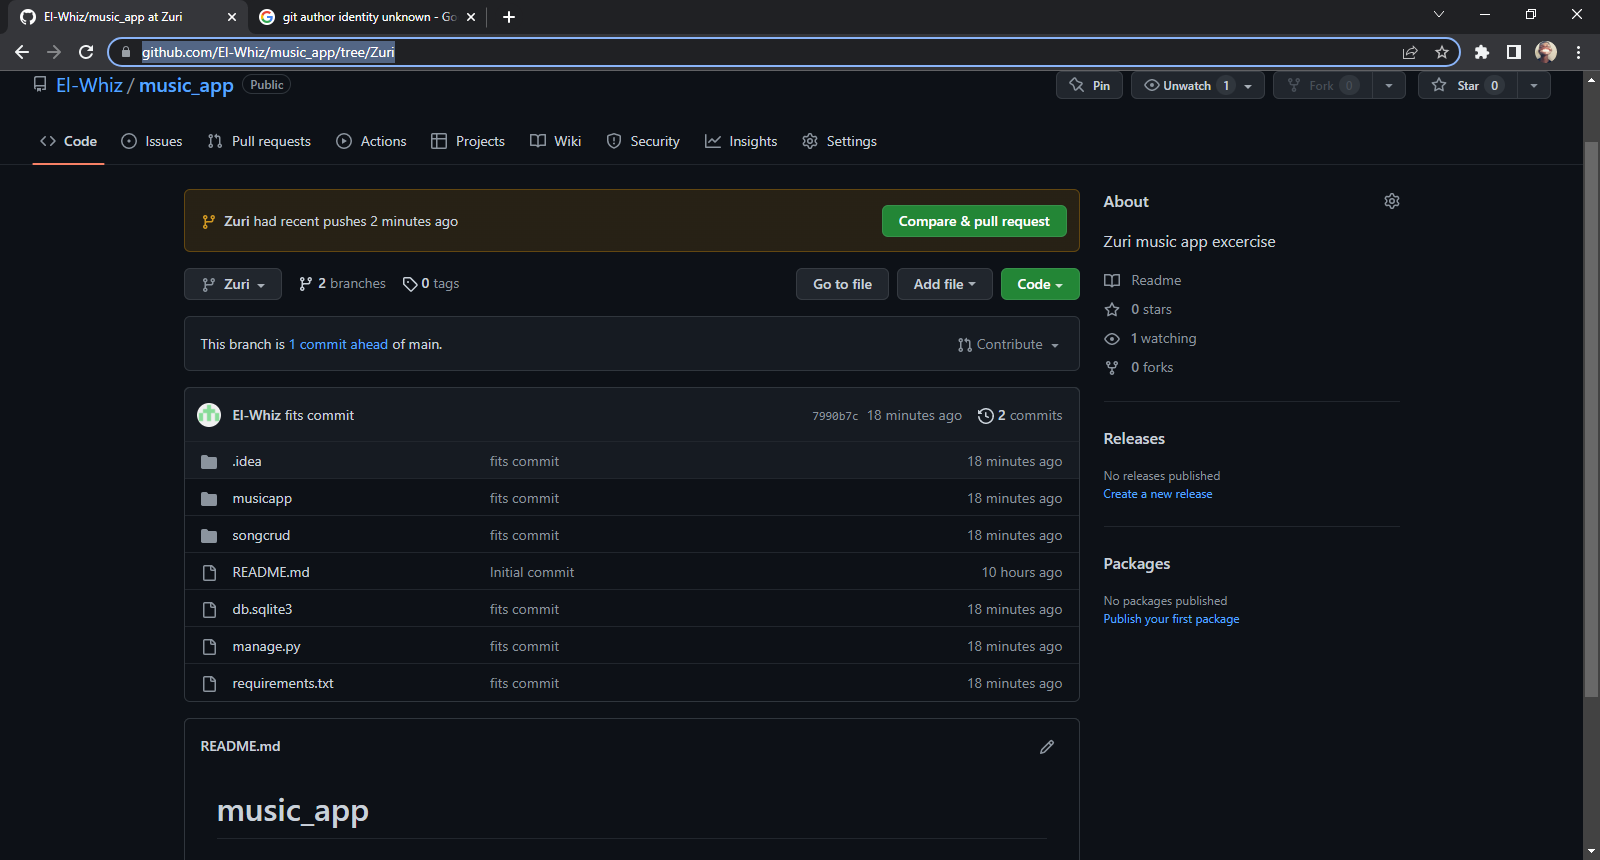 El-Whiz/music_app at Zuri
git author identity unknown - Go
github.com/El-Whiz/music_app/tree/Zuri
El-Whiz / music_app Public
Pin
Unwatch 1
Fork 0
Star 0
Code
Issues
Pull requests
Actions
Projects
Wiki
Security
Insights
Settings
Zuri had recent pushes 2 minutes ago
Compare & pull request
Zuri
2 branches
0 tags
Go to file
Add file
Code
This branch is 1 commit ahead of main.
Contribute
El-Whiz fits commit 7990b7c 18 minutes ago 2 commits
.idea fits commit 18 minutes ago
musicapp fits commit 18 minutes ago
songcrud fits commit 18 minutes ago
README.md Initial commit 10 hours ago
db.sqlite3 fits commit 18 minutes ago
manage.py fits commit 18 minutes ago
requirements.txt fits commit 18 minutes ago
README.md
music_app
About
Zuri music app excercise
Readme
0 stars
1 watching
0 forks
Releases
No releases published
Create a new release
Packages
No packages published
Publish your first package